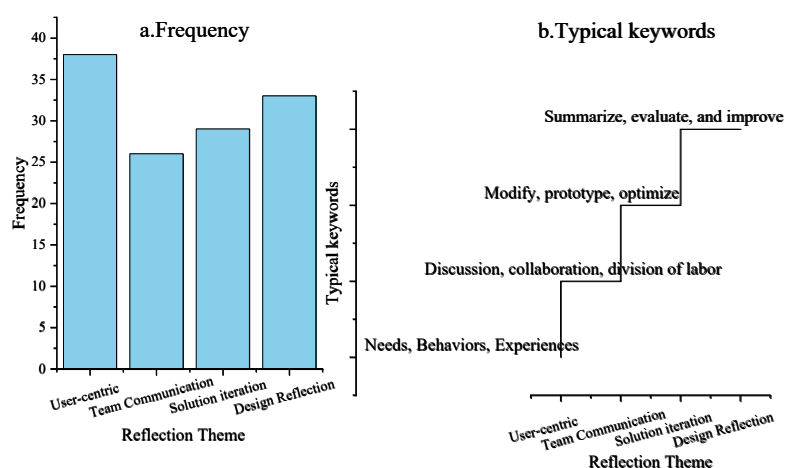 a.Frequency
Frequency
40
35
30
25
20
15
10
5
0
User-centric
Team Communication
Solution iteration
Design Reflection
Reflection Theme
b.Typical keywords
Typical keywords
Summarize, evaluate, and improve
Modify, prototype, optimize
Discussion, collaboration, division of labor
Needs, Behaviors, Experiences
User-centric
Team Communication
Solution iteration
Design Reflection
Reflection Theme